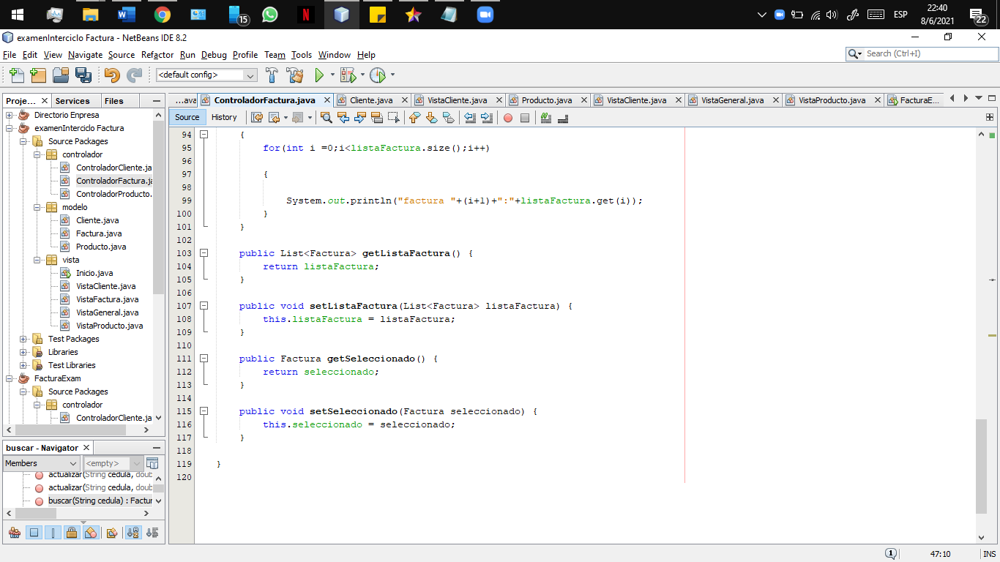 15
ESP
22:40
8/6/2021
22
examenInterciclo Factura - NetBeans IDE 8.2
File Edit View Navigate Source Refactor Run Debug Profile Team Tools Window Help
Search (Ctrl+I)
<default config>
Proje... Services Files
...ava ControladorFactura.java Cliente.java VistaCliente.java Producto.java VistaCliente.java VistaGeneral.java VistaProducto.java FacturaE...
Source History
Directorio Enpresa
examenInterciclo Factura
Source Packages
controlador
ControladorCliente.ja
ControladorFactura.ja
ControladorProducto.
modelo
Cliente.java
Factura.java
Producto.java
vista
Inicio.java
VistaCliente.java
VistaFactura.java
VistaGeneral.java
VistaProducto.java
Test Packages
Libraries
Test Libraries
FacturaExam
Source Packages
controlador
ControladorCliente.ja
buscar - Navigator
Members <empty>
actualizar(String cedula, doub
actualizar(String cedula, doub
buscar(String cedula) : Factur
94 {
95 for(int i =0;i<listaFactura.size();i++)
96
97 {
98
99 System.out.println("factura "+(i+1)+":"+listaFactura.get(i));
100 }
101 }
102
103 public List<Factura> getListaFactura() {
104 return listaFactura;
105 }
106
107 public void setListaFactura(List<Factura> listaFactura) {
108 this.listaFactura = listaFactura;
109 }
110
111 public Factura getSeleccionado() {
112 return seleccionado;
113 }
114
115 public void setSeleccionado(Factura seleccionado) {
116 this.seleccionado = seleccionado;
117 }
118
119 }
120
1
47:10
INS